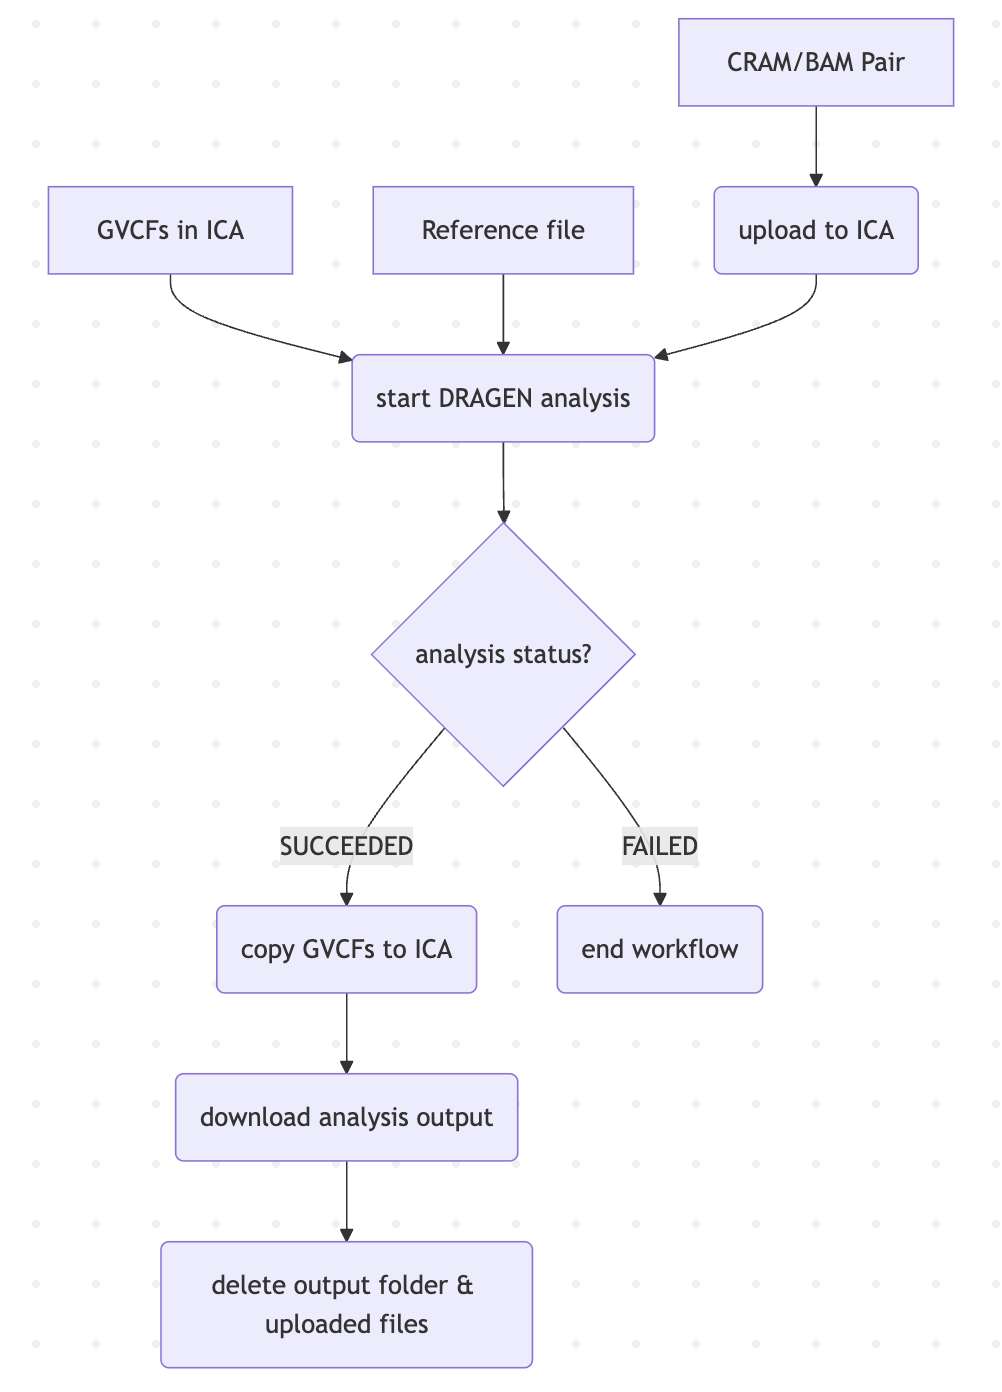 CRAM/BAM Pair
GVCFs in ICA
Reference file
upload to ICA
start DRAGEN analysis
analysis status?
SUCCEEDED
FAILED
copy GVCFs to ICA
end workflow
download analysis output
delete output folder &
uploaded files